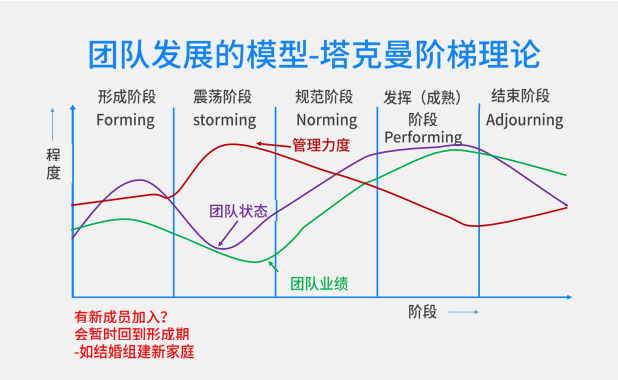 团队发展的模型-塔克曼阶梯理论
形成阶段
Forming
震荡阶段
storming
规范阶段
Norming
发挥（成熟）
阶段
Performing
结束阶段
Adjourning
程度
管理力度
团队状态
团队业绩
阶段
有新成员加入?
会暂时回到形成期
-如结婚组建新家庭